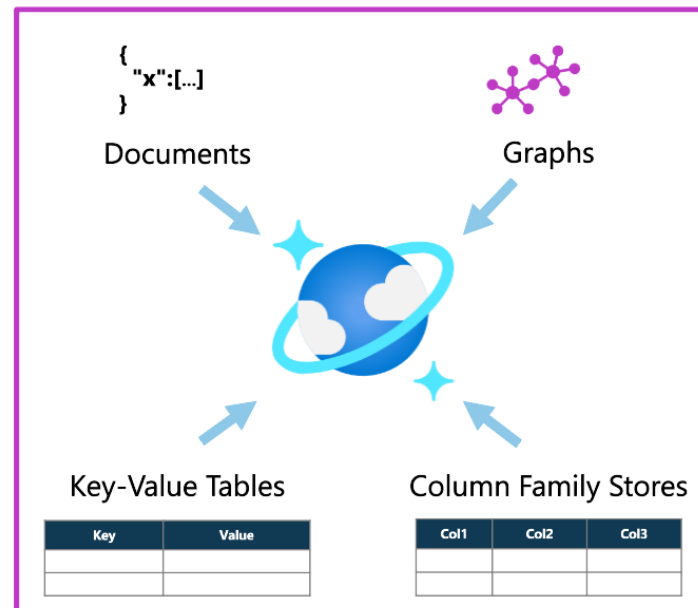 {
"x":[...]
}
Documents
Graphs
Key-Value Tables
Column Family Stores
Key Value
Col1 Col2 Col3